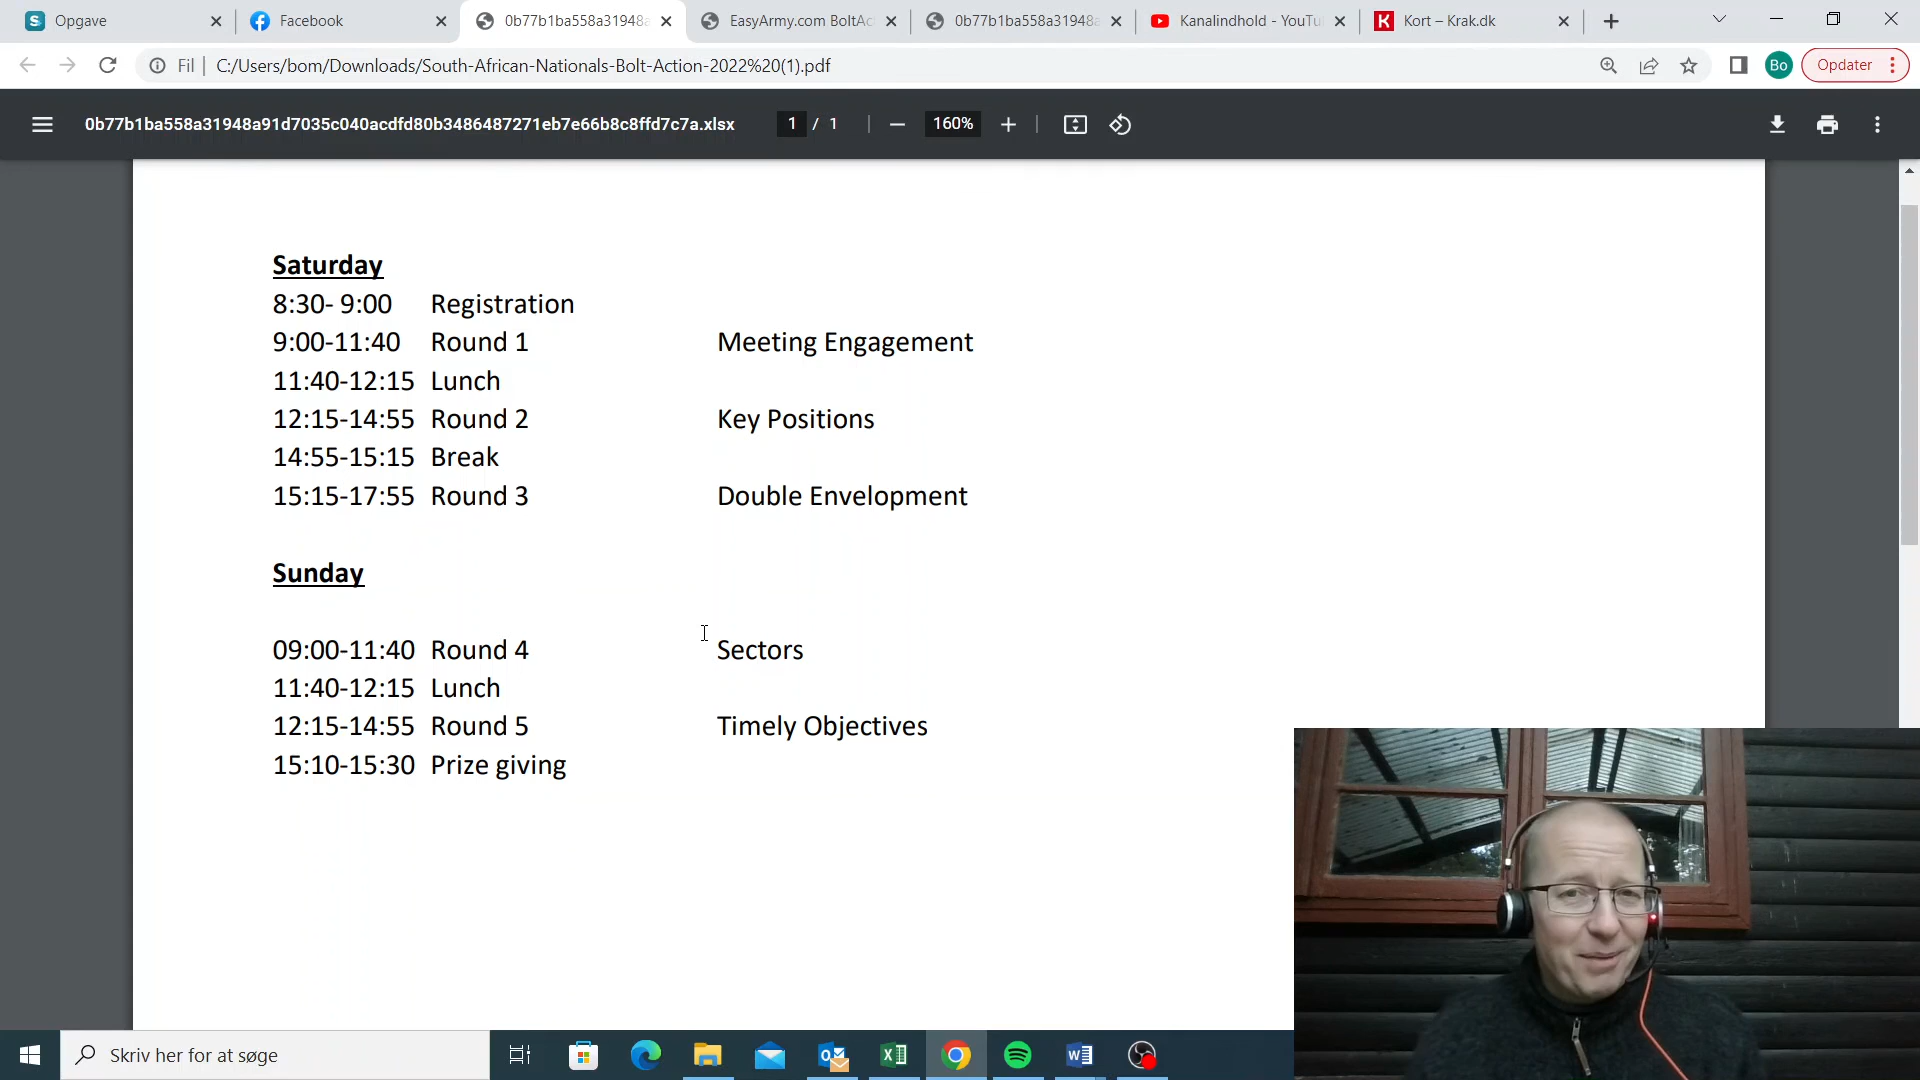 Opgave
Facebook
0b77b1ba558a31948a
EasyArmy.com BoltAc
0b77b1ba558a31948a
Kanalindhold - YouTu
K
Kort – Krak.dk
Fil
C:/Users/bom/Downloads/South-African-Nationals-Bolt-Action-2022%20(1).pdf
Bo
Opdater
0b77b1ba558a31948a91d7035c040acdfd80b3486487271eb7e66b8c8ffd7c7a.xlsx
1 / 1
160%
Saturday
8:30- 9:00 Registration
9:00-11:40 Round 1 Meeting Engagement
11:40-12:15 Lunch
12:15-14:55 Round 2 Key Positions
14:55-15:15 Break
15:15-17:55 Round 3 Double Envelopment
Sunday
09:00-11:40 Round 4 Sectors
11:40-12:15 Lunch
12:15-14:55 Round 5 Timely Objectives
15:10-15:30 Prize giving
Skriv her for at søge